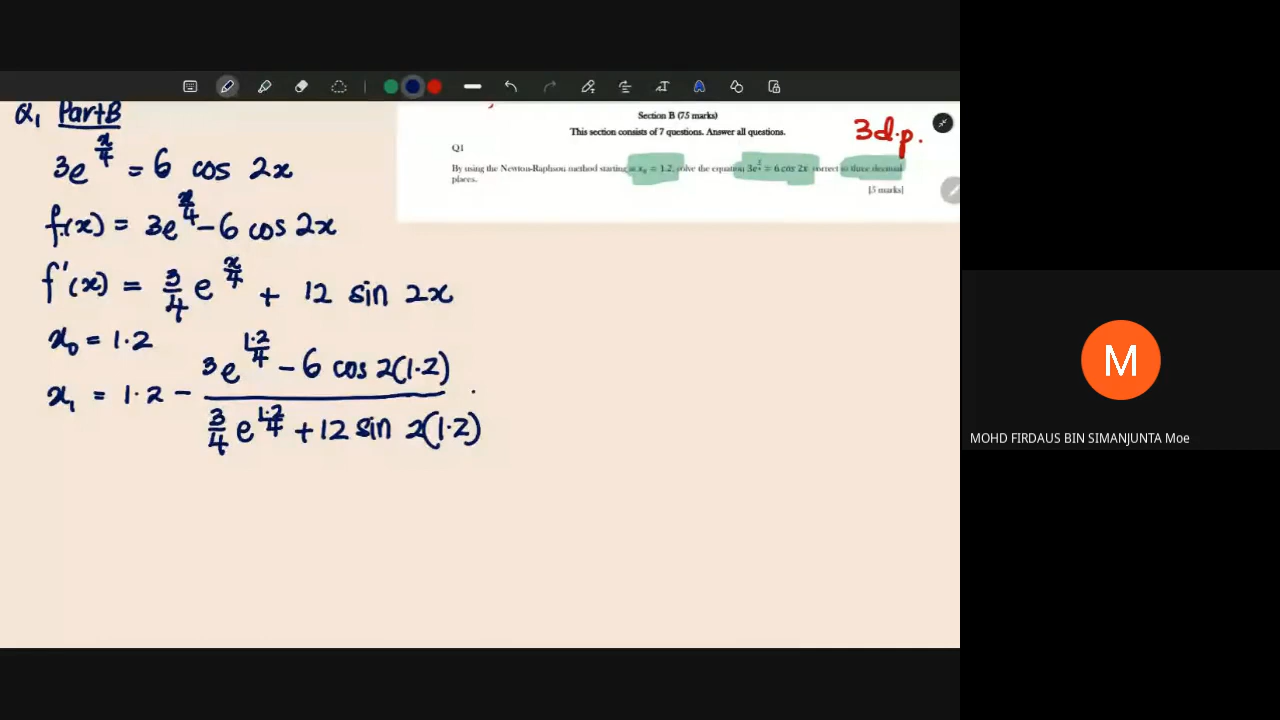 Q1 Part B
3e^(x/4) = 6 cos 2x
f(x) = 3e^(x/4) - 6 cos 2x
f'(x) = 3/4 e^(x/4) + 12 sin 2x
x₀ = 1.2
x₁ = 1.2 - (3e^(1.2/4) - 6 cos 2(1.2)) / (3/4 e^(1.2/4) + 12 sin 2(1.2))
Section B (75 marks)
This section consists of 7 questions. Answer all questions.
3 d.p.
Q1
By using the Newton-Raphson method starting x₀ = 1.2, solve the equation 3e^(x/4) = 6 cos 2x correct to three decimal
places.
[5 marks]
M
MOHD FIRDAUS BIN SIMANJUNTA Moe